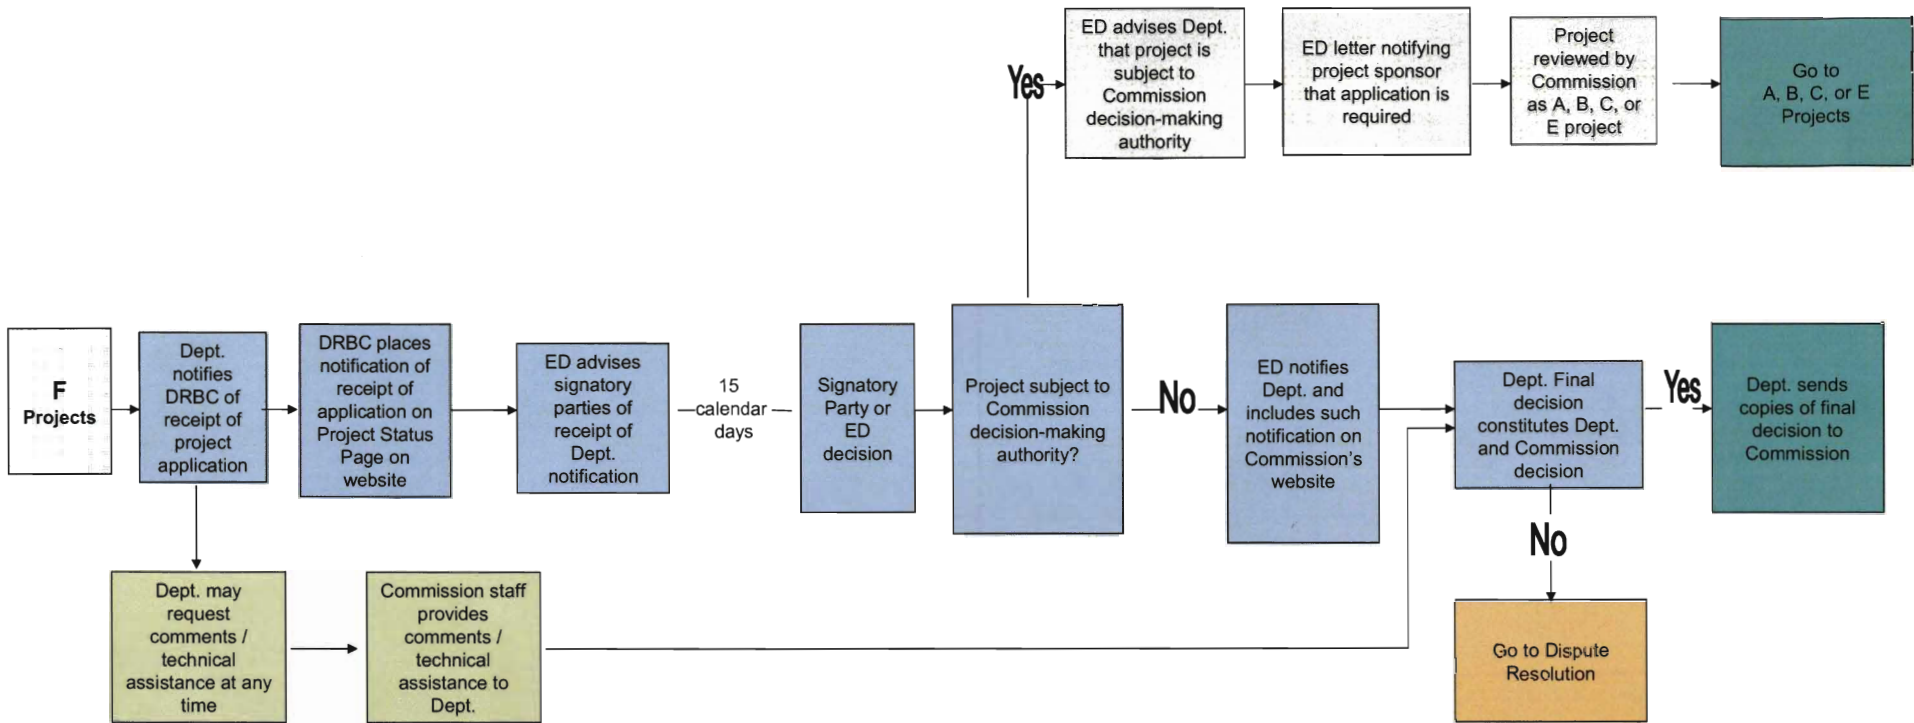 ED advises Dept.
that project is
subject to
Commission
decision-making
authority
ED letter notifying
project sponsor
that application is
required
Project
reviewed by
Commission
as A, B, C, or
E project
Go to
A, B, C, or E
Projects
Yes
F
Projects
Dept.
notifies
DRBC of
receipt of
project
application
DRBC places
notification of
receipt of
application on
Project Status
Page on
website
ED advises
signatory
parties of
receipt of
Dept.
notification
15
calendar
days
Signatory
Party or
ED
decision
Project subject to
Commission
decision-making
authority?
No
ED notifies
Dept. and
includes such
notification on
Commission's
website
Dept. Final
decision
constitutes Dept.
and Commission
decision
Yes
Dept. sends
copies of final
decision to
Commission
No
Dept. may
request
comments /
technical
assistance at any
time
Commission staff
provides
comments /
technical
assistance to
Dept.
Go to Dispute
Resolution